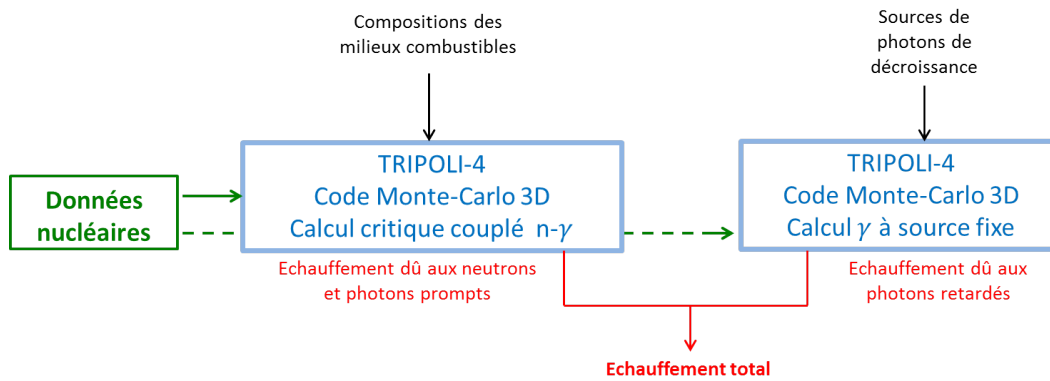 Compositions des
milieux combustibles
Sources de
photons de
décroissance
Données
nucléaires
TRIPOLI-4
Code Monte-Carlo 3D
Calcul critique couplé n-γ
TRIPOLI-4
Code Monte-Carlo 3D
Calcul γ à source fixe
Echauffement dû aux neutrons
et photons prompts
Echauffement dû aux
photons retardés
Echauffement total